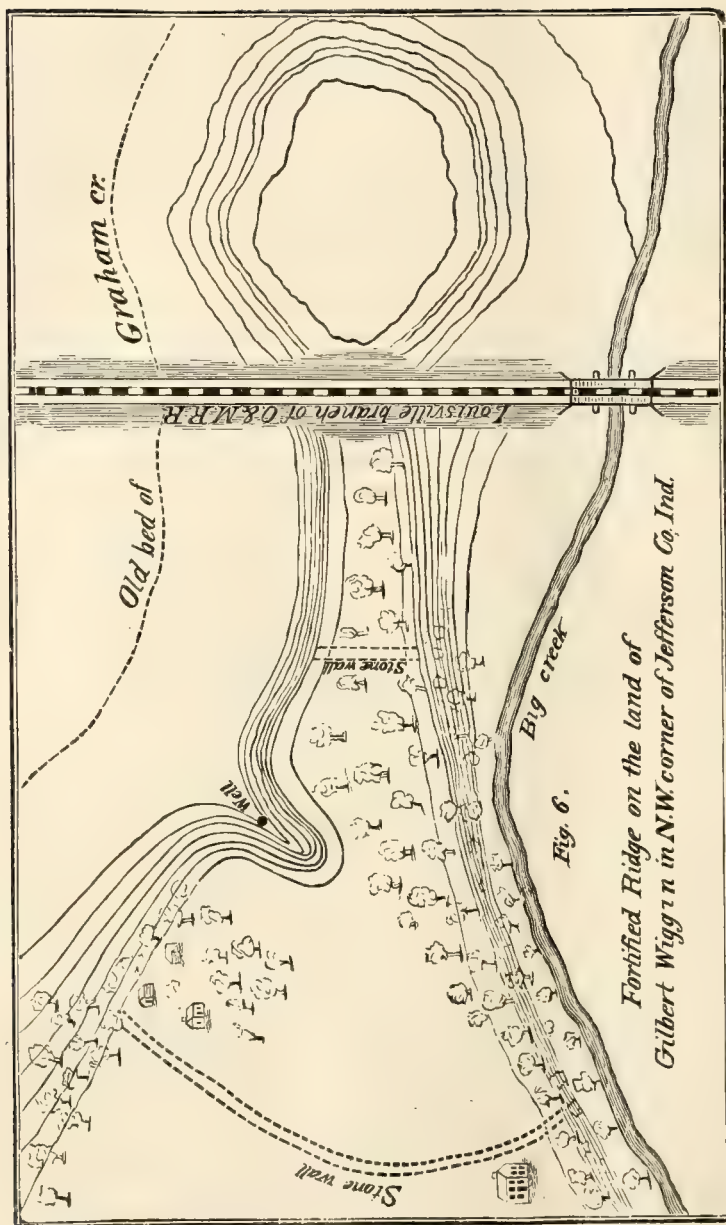 Old bed of Graham cr.
Louisville branch of O & M R R
Well
Stone wall
Stone wall
Big creek
Fig. 6.
Fortified Ridge on the land of
Gilbert Wiggin in N.W. corner of Jefferson Co, Ind.